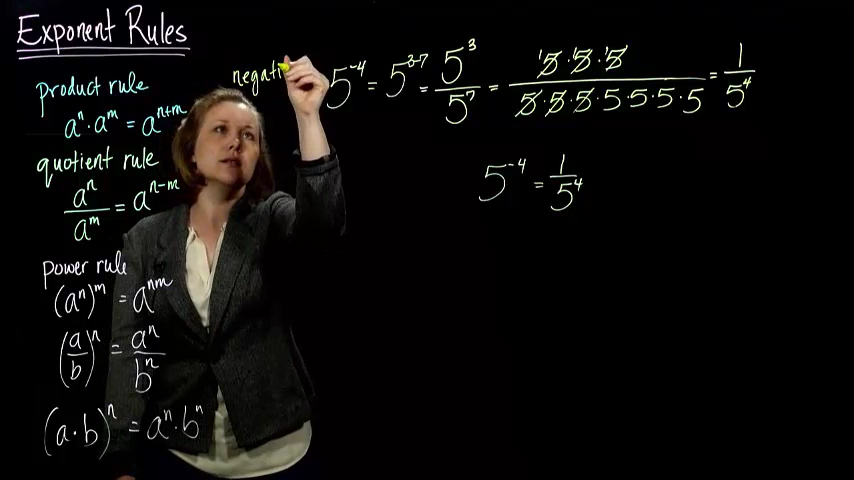 Exponent Rules
product rule
aⁿ · aᵐ = aⁿ⁺ᵐ
quotient rule
aⁿ/aᵐ = aⁿ⁻ᵐ
power rule
(aⁿ)ᵐ = aⁿᵐ
(a/b)ⁿ = aⁿ/bⁿ
(a · b)ⁿ = aⁿ · bⁿ
negati
5⁻⁴ = 5³⁻⁷ = 5³/5⁷ = (5 · 5 · 5)/(5 · 5 · 5 · 5 · 5 · 5 · 5) = 1/5⁴
5⁻⁴ = 1/5⁴